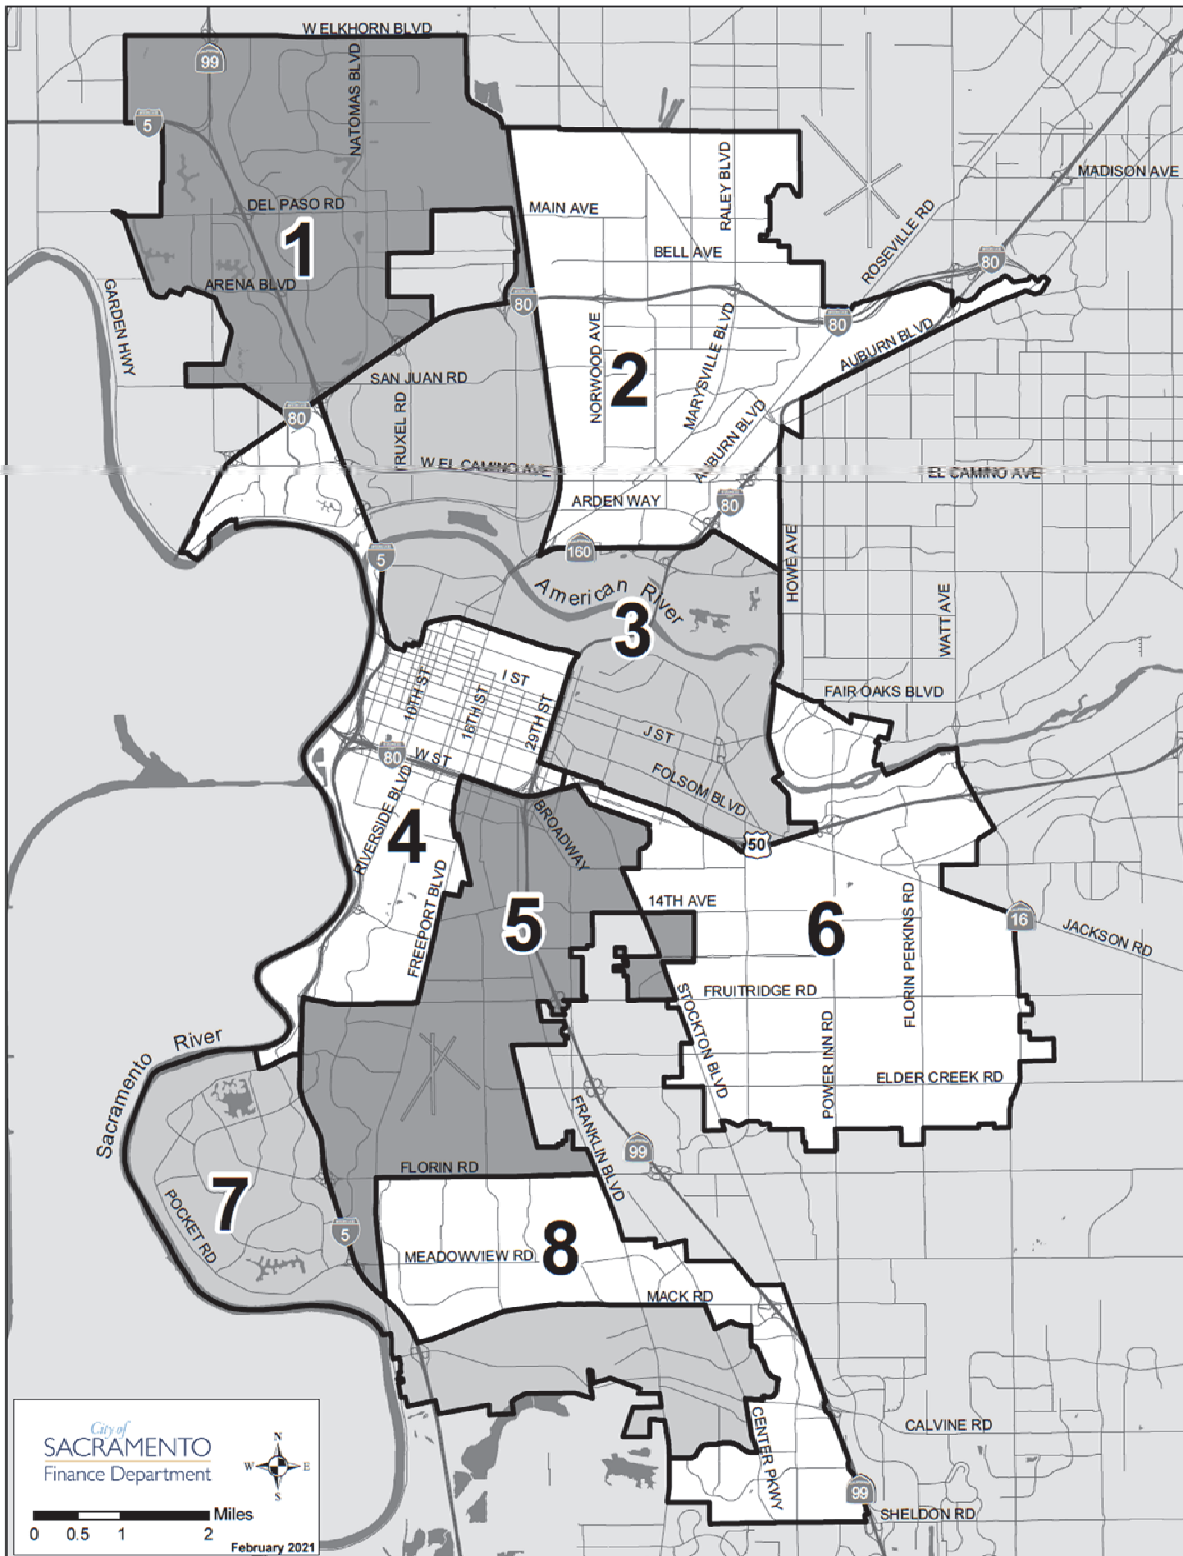 W ELKHORN BLVD
99
NATOMAS BLVD
5
MADISON AVE
RALEY BLVD
DEL PASO RD
MAIN AVE
1
ROSEVILLE RD
BELL AVE
80
ARENA BLVD
GARDEN HWY
80
80
NORWOOD AVE
MARYSVILLE BLVD
AUBURN BLVD
2
SAN JUAN RD
80
TRUXEL RD
AUBURN BLVD
W EL CAMINO AVE
EL CAMINO AVE
ARDEN WAY
80
160
5
HOWE AVE
American River
WATT AVE
3
I ST
10TH ST
16TH ST
29TH ST
FAIR OAKS BLVD
J ST
80
W ST
FOLSOM BLVD
RIVERSIDE BLVD
BROADWAY
4
50
FREEPORT BLVD
14TH AVE
5
6
FLORIN PERKINS RD
16
JACKSON RD
FRUITRIDGE RD
STOCKTON BLVD
POWER INN RD
Sacramento River
ELDER CREEK RD
FRANKLIN BLVD
99
FLORIN RD
7
POCKET RD
5
8
MEADOWVIEW RD
MACK RD
CENTER PKWY
CALVINE RD
99
SHELDON RD
City of
SACRAMENTO
Finance Department
N
W E
S
Miles
0 0.5 1 2
February 2021